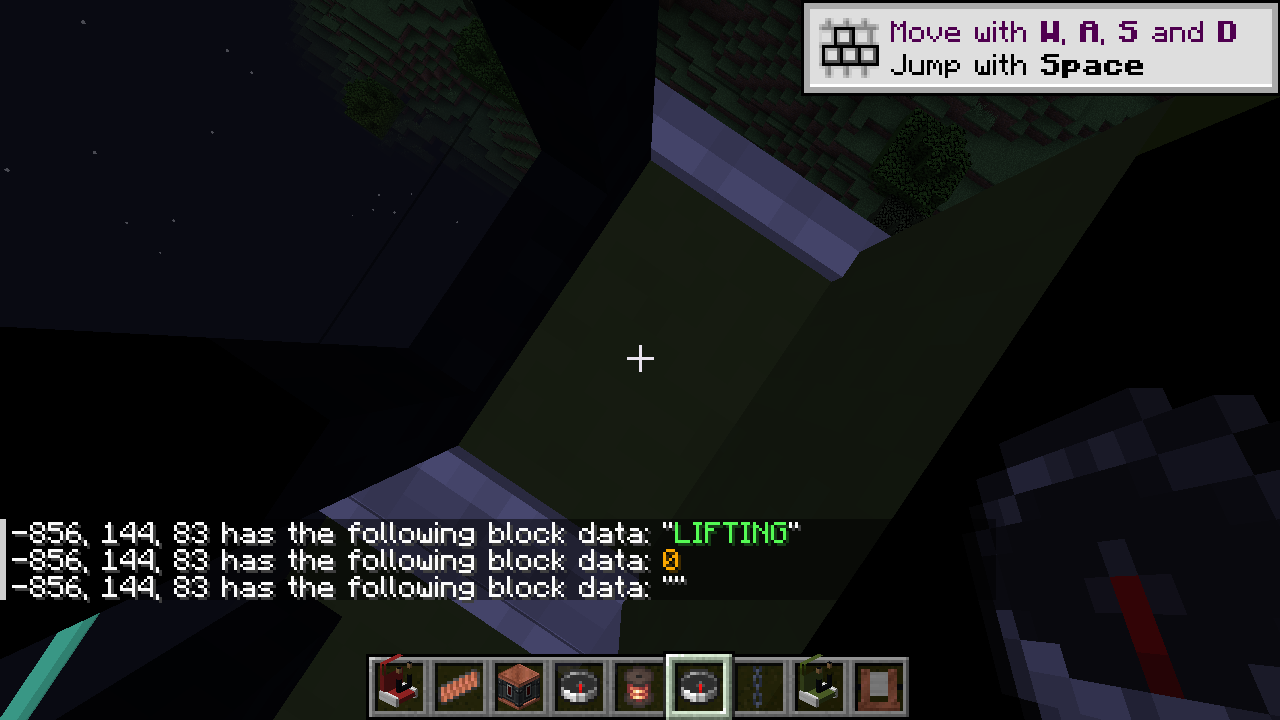 Move with W, A, S and D
Jump with Space
-856, 144, 83 has the following block data: "LIFTING"
-856, 144, 83 has the following block data: 0
-856, 144, 83 has the following block data: ""